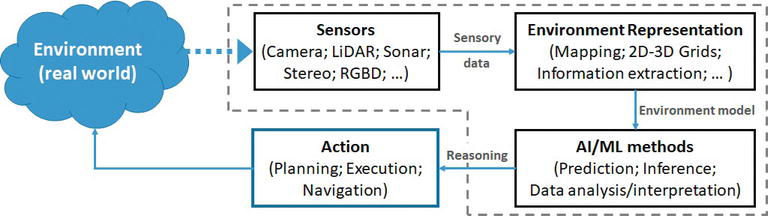 Environment
(real world)
Sensors
(Camera; LiDAR; Sonar;
Stereo; RGBD; ...)
Sensory
data
Environment Representation
(Mapping; 2D-3D Grids;
Information extraction; ... )
Environment model
AI/ML methods
(Prediction; Inference;
Data analysis/interpretation)
Reasoning
Action
(Planning; Execution;
Navigation)